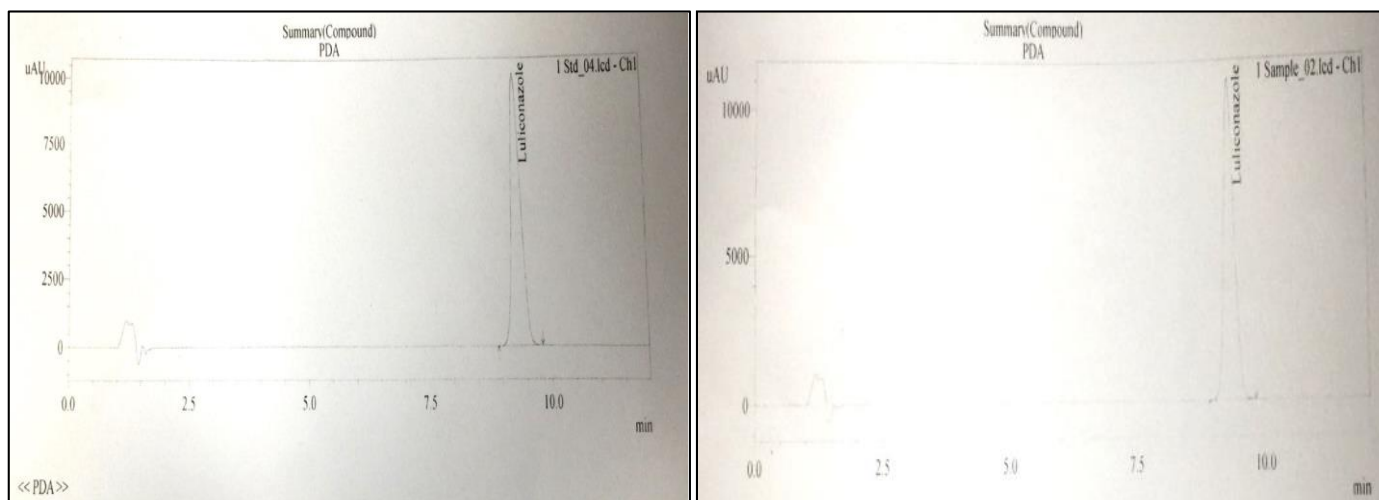 Summary(Compound)
PDA
uAU
1 Std_04.lcd - Ch1
10000
Luliconazole
7500
5000
2500
0
0.0 2.5 5.0 7.5 10.0
min
<<PDA>>
Summary(Compound)
PDA
uAU
1 Sample_02.lcd - Ch1
Luliconazole
10000
5000
0
0.0 2.5 5.0 7.5 10.0
min